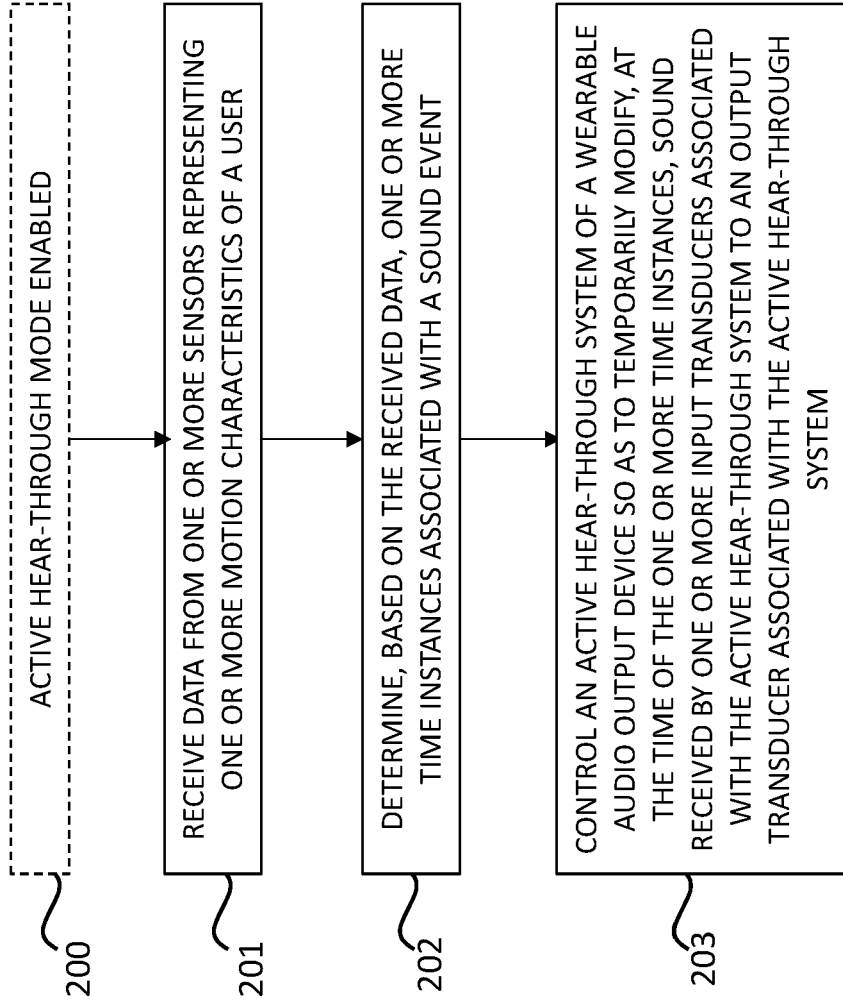 200
ACTIVE HEAR-THROUGH MODE ENABLED
201
RECEIVE DATA FROM ONE OR MORE SENSORS REPRESENTING
ONE OR MORE MOTION CHARACTERISTICS OF A USER
202
DETERMINE, BASED ON THE RECEIVED DATA, ONE OR MORE
TIME INSTANCES ASSOCIATED WITH A SOUND EVENT
203
CONTROL AN ACTIVE HEAR-THROUGH SYSTEM OF A WEARABLE
AUDIO OUTPUT DEVICE SO AS TO TEMPORARILY MODIFY, AT
THE TIME OF THE ONE OR MORE TIME INSTANCES, SOUND
RECEIVED BY ONE OR MORE INPUT TRANSDUCERS ASSOCIATED
WITH THE ACTIVE HEAR-THROUGH SYSTEM TO AN OUTPUT
TRANSDUCER ASSOCIATED WITH THE ACTIVE HEAR-THROUGH
SYSTEM